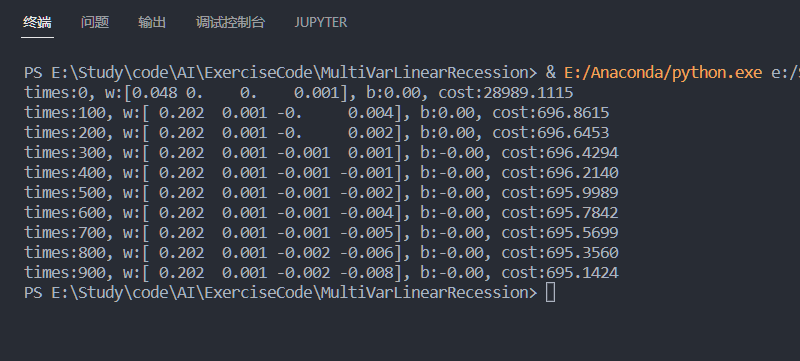 终端 问题 输出 调试控制台 JUPYTER
PS E:\Study\code\AI\ExerciseCode\MultiVarLinearRecession> & E:/Anaconda/python.exe e:/
times:0, w:[0.048 0.    0.    0.001], b:0.00, cost:28989.1115
times:100, w:[ 0.202  0.001 -0.     0.004], b:0.00, cost:696.8615
times:200, w:[ 0.202  0.001 -0.     0.002], b:0.00, cost:696.6453
times:300, w:[ 0.202  0.001 -0.001  0.001], b:-0.00, cost:696.4294
times:400, w:[ 0.202  0.001 -0.001 -0.001], b:-0.00, cost:696.2140
times:500, w:[ 0.202  0.001 -0.001 -0.002], b:-0.00, cost:695.9989
times:600, w:[ 0.202  0.001 -0.001 -0.004], b:-0.00, cost:695.7842
times:700, w:[ 0.202  0.001 -0.001 -0.005], b:-0.00, cost:695.5699
times:800, w:[ 0.202  0.001 -0.002 -0.006], b:-0.00, cost:695.3560
times:900, w:[ 0.202  0.001 -0.002 -0.008], b:-0.00, cost:695.1424
PS E:\Study\code\AI\ExerciseCode\MultiVarLinearRecession>